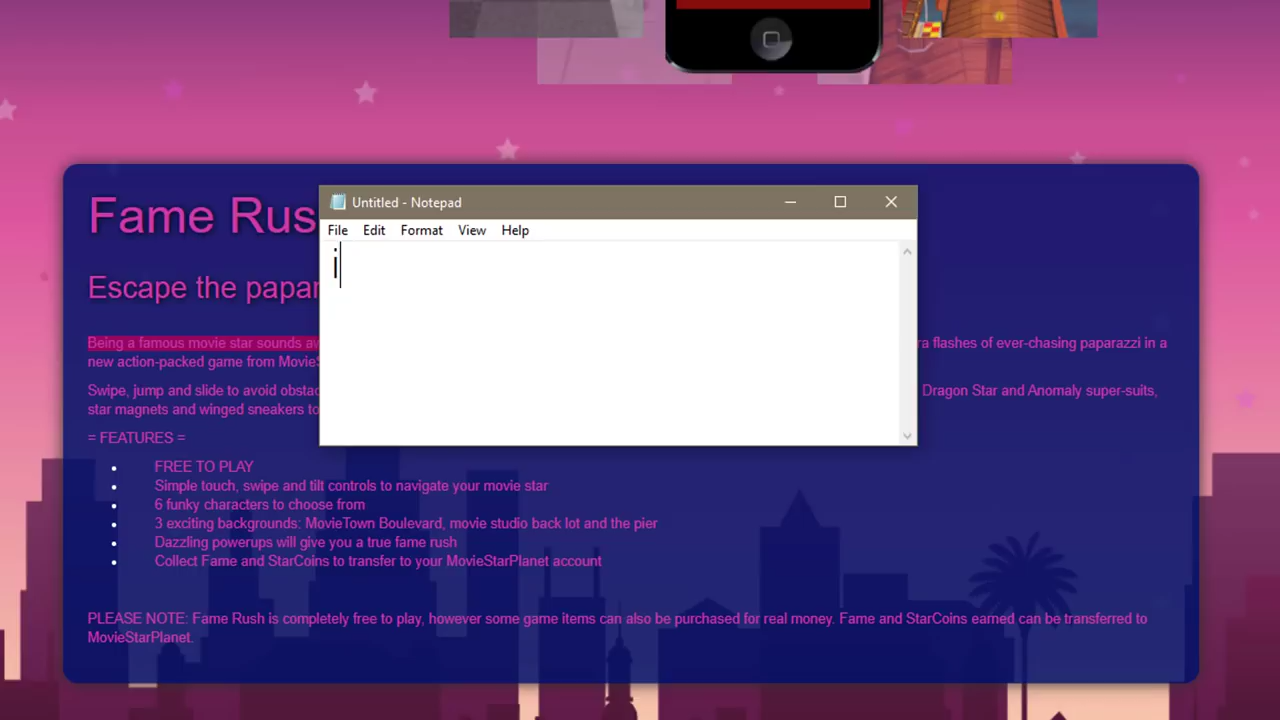 Fame Rus
Untitled - Notepad
File Edit Format View Help
i
Escape the papar
Being a famous movie star sounds
ra flashes of ever-chasing paparazzi in a
new action-packed game from MovieS
Swipe, jump and slide to avoid obstac
Dragon Star and Anomaly super-suits,
star magnets and winged sneakers to
= FEATURES =
FREE TO PLAY
Simple touch, swipe and tilt controls to navigate your movie star
6 funky characters to choose from
3 exciting backgrounds: MovieTown Boulevard, movie studio back lot and the pier
Dazzling powerups will give you a true fame rush
Collect Fame and StarCoins to transfer to your MovieStarPlanet account
PLEASE NOTE: Fame Rush is completely free to play, however some game items can also be purchased for real money. Fame and StarCoins earned can be transferred to
MovieStarPlanet.